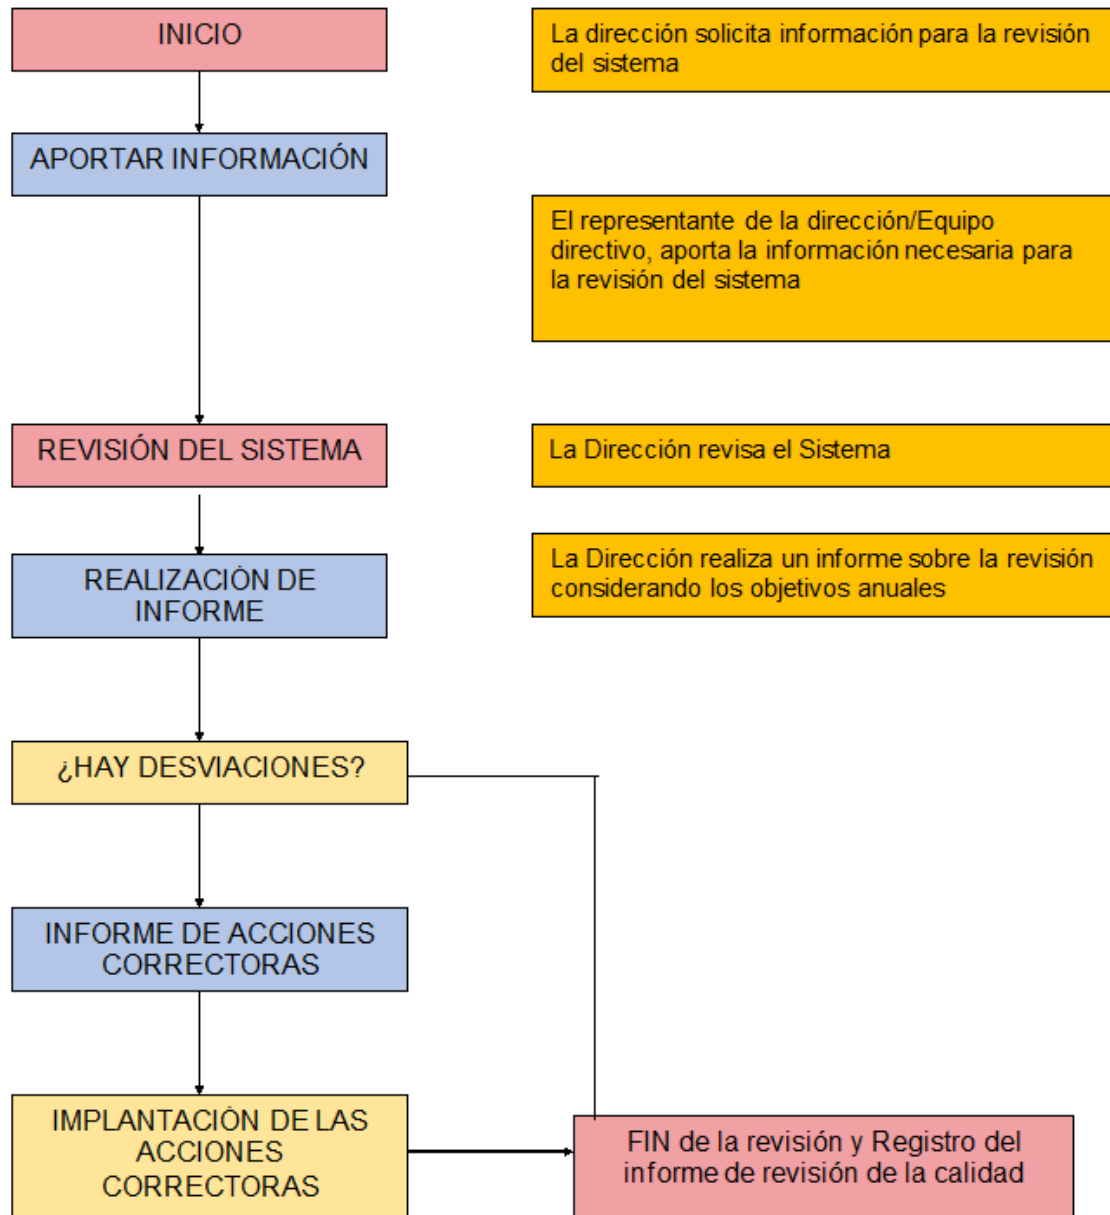 INICIO
La dirección solicita información para la revisión
del sistema
APORTAR INFORMACIÓN
El representante de la dirección/Equipo
directivo, aporta la información necesaria para
la revisión del sistema
REVISIÓN DEL SISTEMA
La Dirección revisa el Sistema
REALIZACIÓN DE
INFORME
La Dirección realiza un informe sobre la revisión
considerando los objetivos anuales
¿HAY DESVIACIONES?
INFORME DE ACCIONES
CORRECTORAS
IMPLANTACIÓN DE LAS
ACCIONES
CORRECTORAS
FIN de la revisión y Registro del
informe de revisión de la calidad